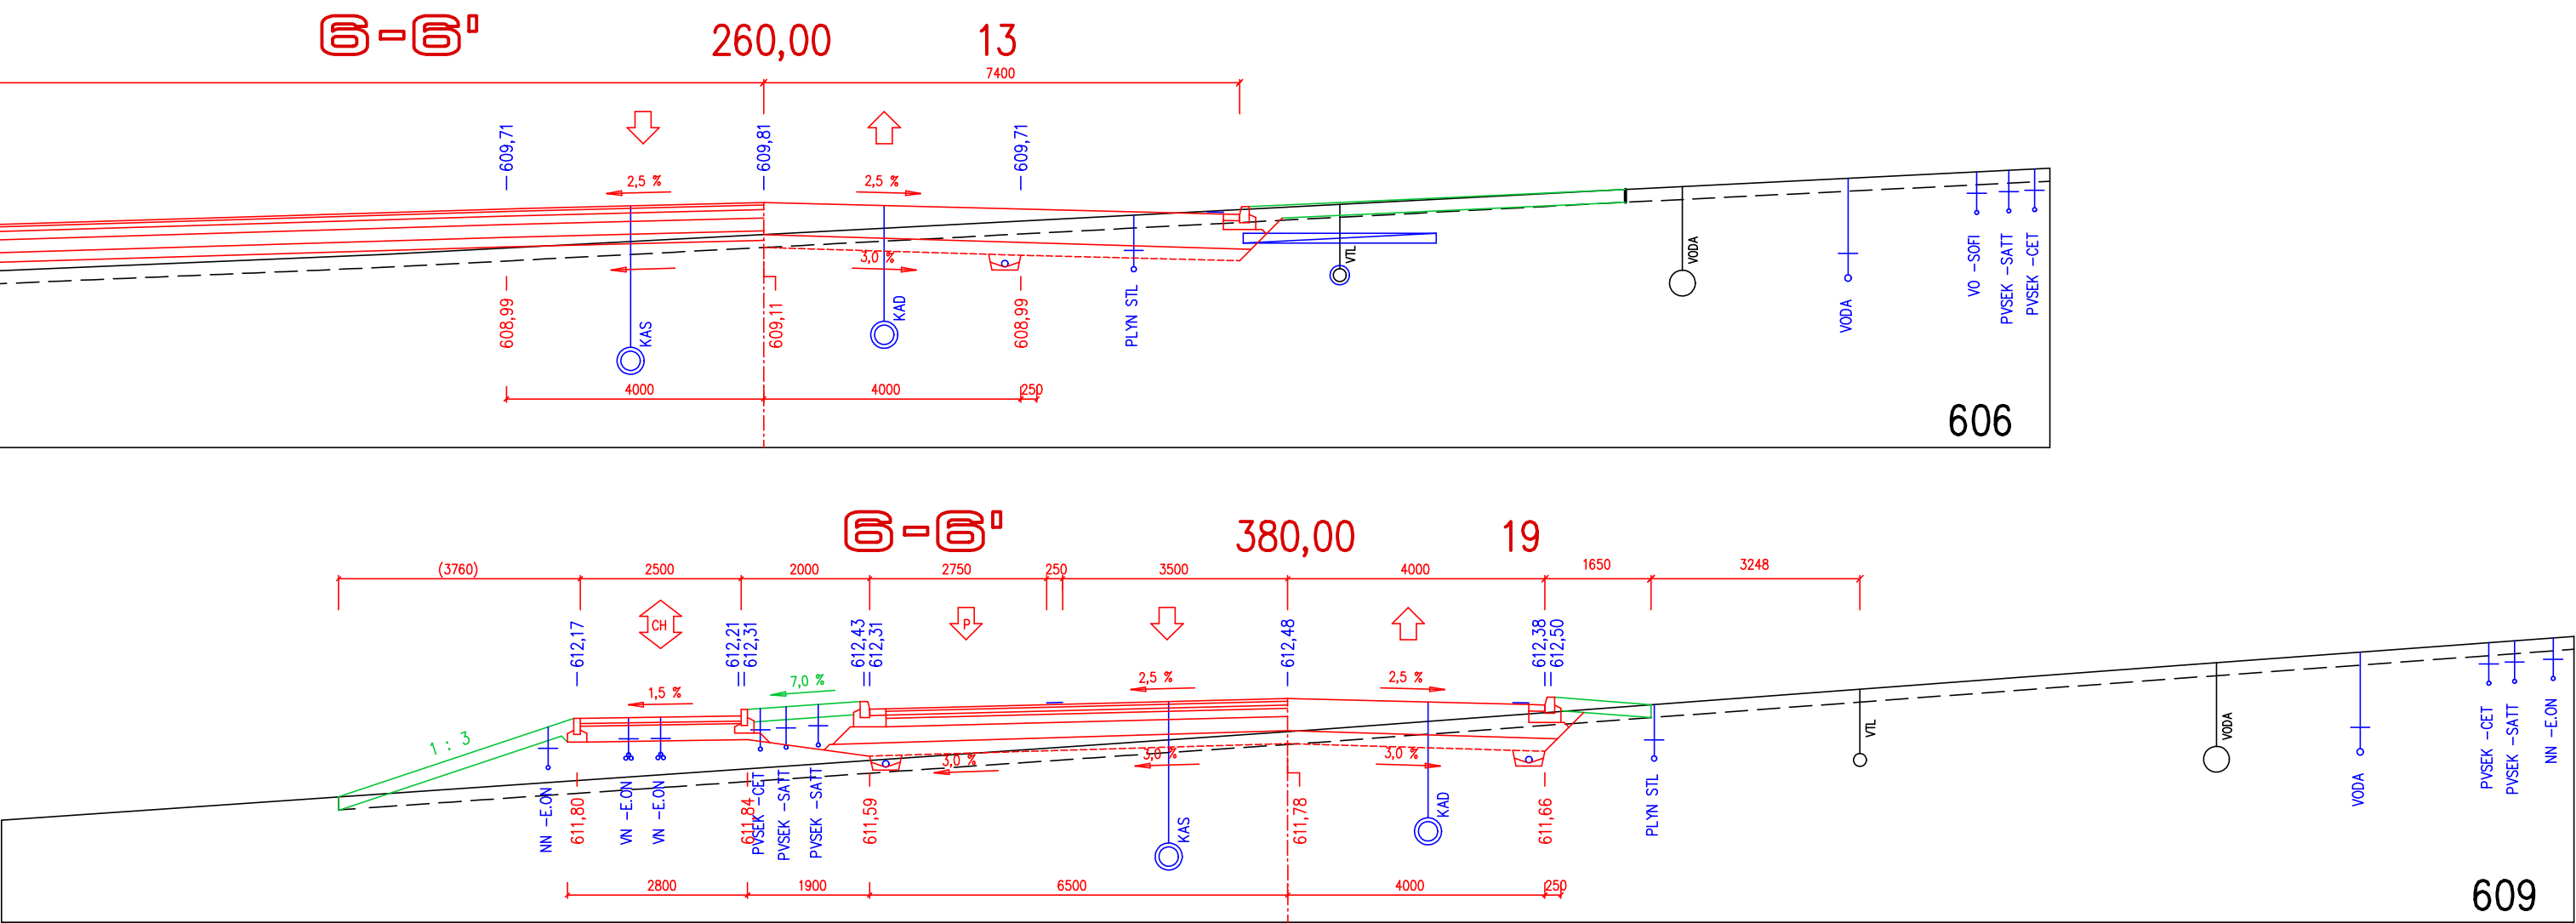 6-6' 260,00 13
7400
609,71 609,81 609,71
2,5 % 2,5 %
3,0 %
608,99 KAS 609,11 KAD 608,99 PLYN STL VTL VODA VODA VO -SOFI PVSEK -SATT PVSEK -CET
4000 4000 250
606
6-6' 380,00 19
(3760) 2500 2000 2750 250 3500 4000 1650 3248
612,17 CH 612,21 612,31 612,43 612,31 P 612,48 612,38 612,50
1,5 % 7,0 % 2,5 % 2,5 %
1 : 3
3,0 % 3,0 % 3,0 %
NN -E.ON 611,80 VN -E.ON VN -E.ON 611,84 PVSEK -CET PVSEK -SATT PVSEK -SATT 611,59 KAS 611,78 KAD 611,66 PLYN STL VTL VODA VODA PVSEK -CET PVSEK -SATT NN -E.ON
2800 1900 6500 4000 250
609